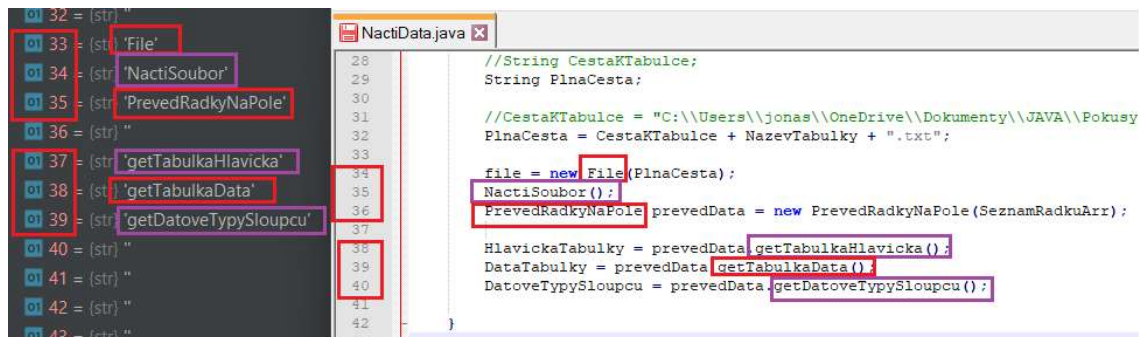 32 = {str} ''
33 = {str} 'File'
34 = {str} 'NactiSoubor'
35 = {str} 'PrevedRadkyNaPole'
36 = {str} ''
37 = {str} 'getTabulkaHlavicka'
38 = {str} 'getTabulkaData'
39 = {str} 'getDatoveTypySloupcu'
40 = {str} ''
41 = {str} ''
42 = {str} ''
43 = {str} ''
NactiData.java
28 //String CestaKTabulce;
29 String PlnaCesta;
30
31 //CestaKTabulce = "C:\\Users\\jonas\\OneDrive\\Dokumenty\\JAVA\\Pokusy
32 PlnaCesta = CestaKTabulce + NazevTabulky + ".txt";
33
34 file = new File(PlnaCesta);
35 NactiSoubor();
36 PrevedRadkyNaPole prevedData = new PrevedRadkyNaPole(SeznamRadkuArr);
37
38 HlavickaTabulky = prevedData.getTabulkaHlavicka();
39 DataTabulky = prevedData.getTabulkaData();
40 DatoveTypySloupcu = prevedData.getDatoveTypySloupcu();
41
42 }